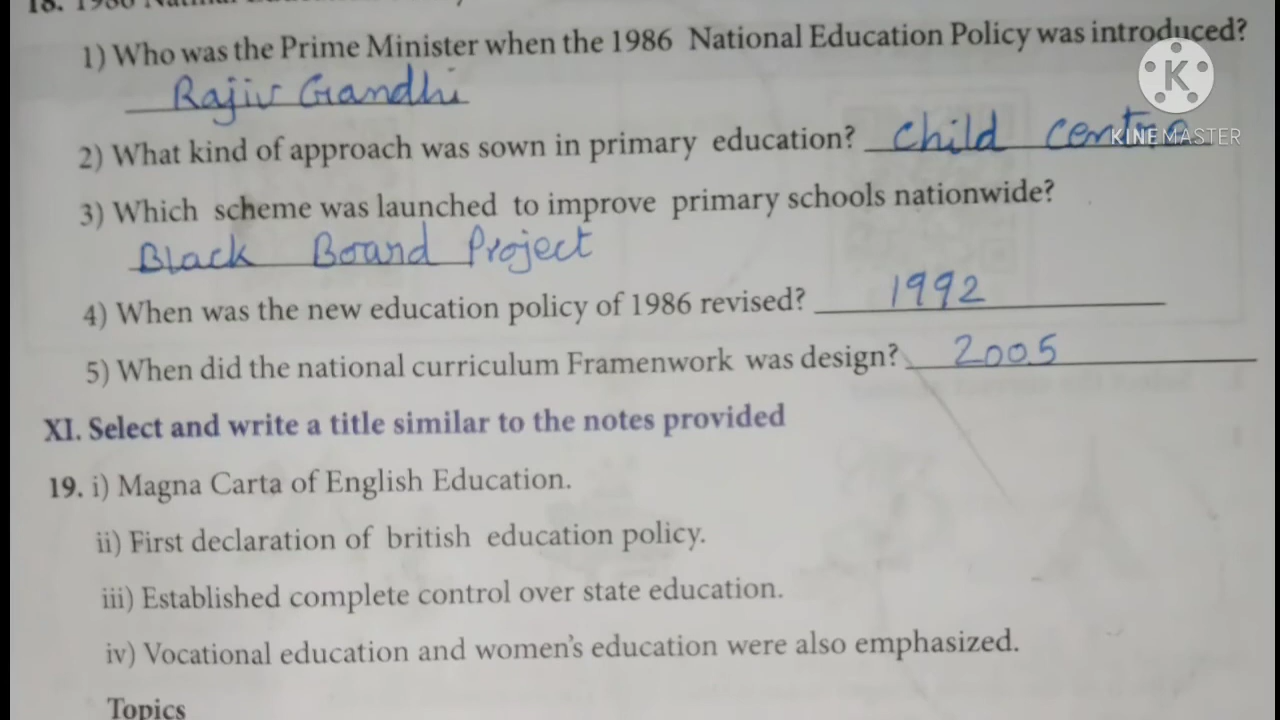 18. 1986
1) Who was the Prime Minister when the 1986 National Education Policy was introduced?
Rajiv Gandhi
2) What kind of approach was sown in primary education? Child
3) Which scheme was launched to improve primary schools nationwide?
Black Board Project
4) When was the new education policy of 1986 revised? 1992
5) When did the national curriculum Framenwork was design? 2005
XI. Select and write a title similar to the notes provided
19. i) Magna Carta of English Education.
ii) First declaration of british education policy.
iii) Established complete control over state education.
iv) Vocational education and women's education were also emphasized.
Topics
K
KINEMASTER